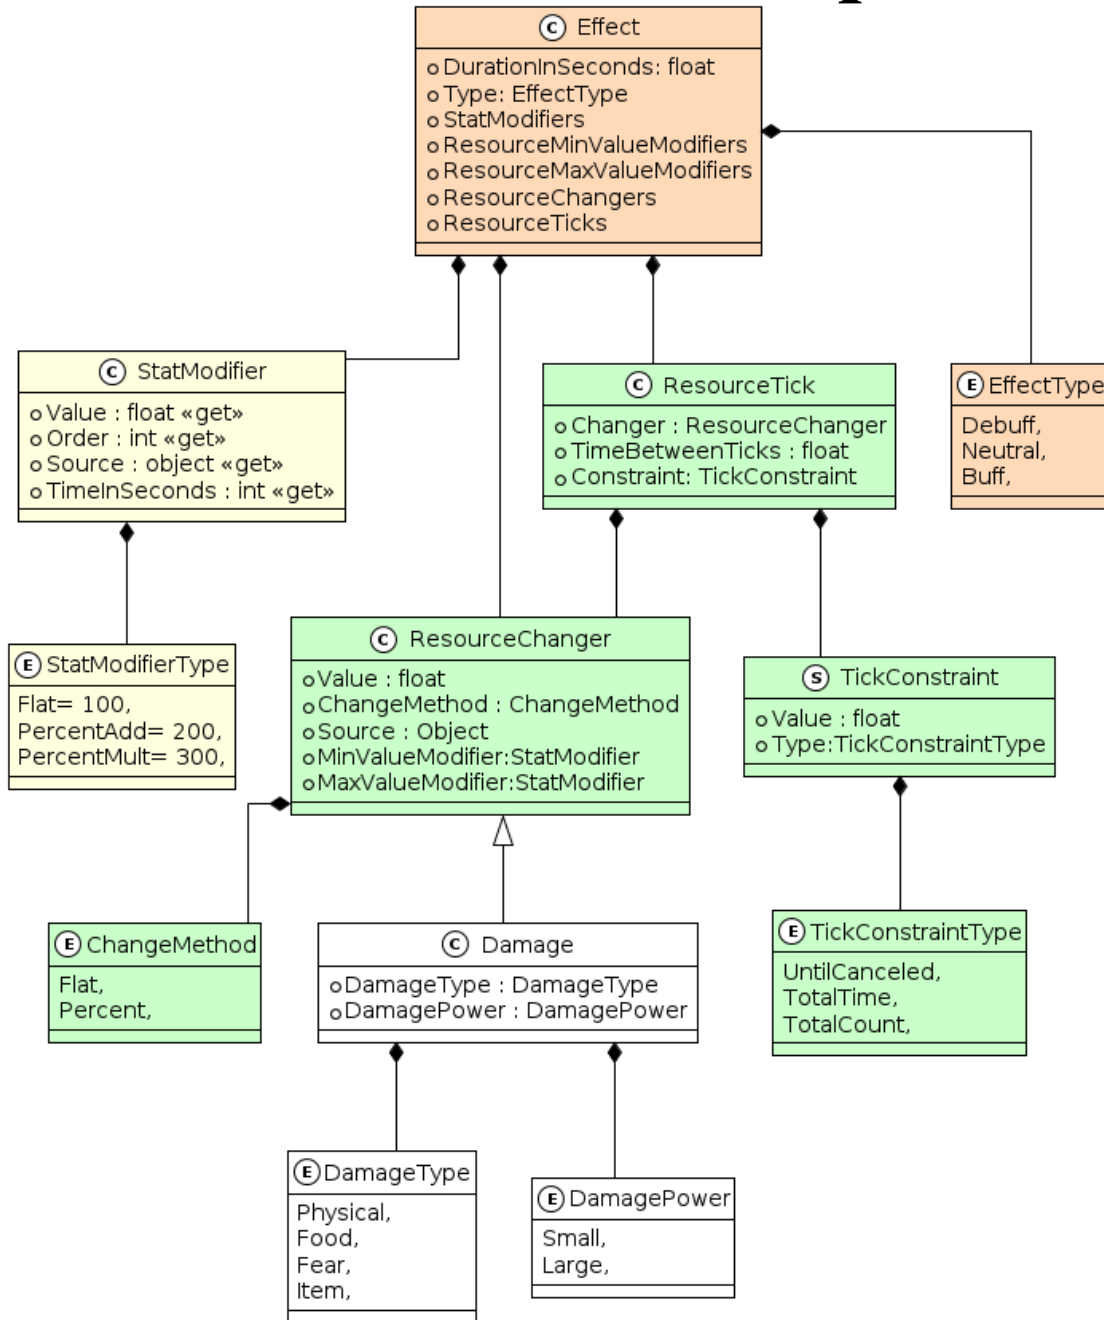 C Effect
DurationInSeconds: float
Type: EffectType
StatModifiers
ResourceMinValueModifiers
ResourceMaxValueModifiers
ResourceChangers
ResourceTicks
C StatModifier
Value : float «get»
Order : int «get»
Source : object «get»
TimeInSeconds : int «get»
C ResourceTick
Changer : ResourceChanger
TimeBetweenTicks : float
Constraint: TickConstraint
E EffectType
Debuff,
Neutral,
Buff,
E StatModifierType
Flat= 100,
PercentAdd= 200,
PercentMult= 300,
C ResourceChanger
Value : float
ChangeMethod : ChangeMethod
Source : Object
MinValueModifier:StatModifier
MaxValueModifier:StatModifier
S TickConstraint
Value : float
Type:TickConstraintType
E ChangeMethod
Flat,
Percent,
C Damage
DamageType : DamageType
DamagePower : DamagePower
E TickConstraintType
UntilCanceled,
TotalTime,
TotalCount,
E DamageType
Physical,
Food,
Fear,
Item,
E DamagePower
Small,
Large,